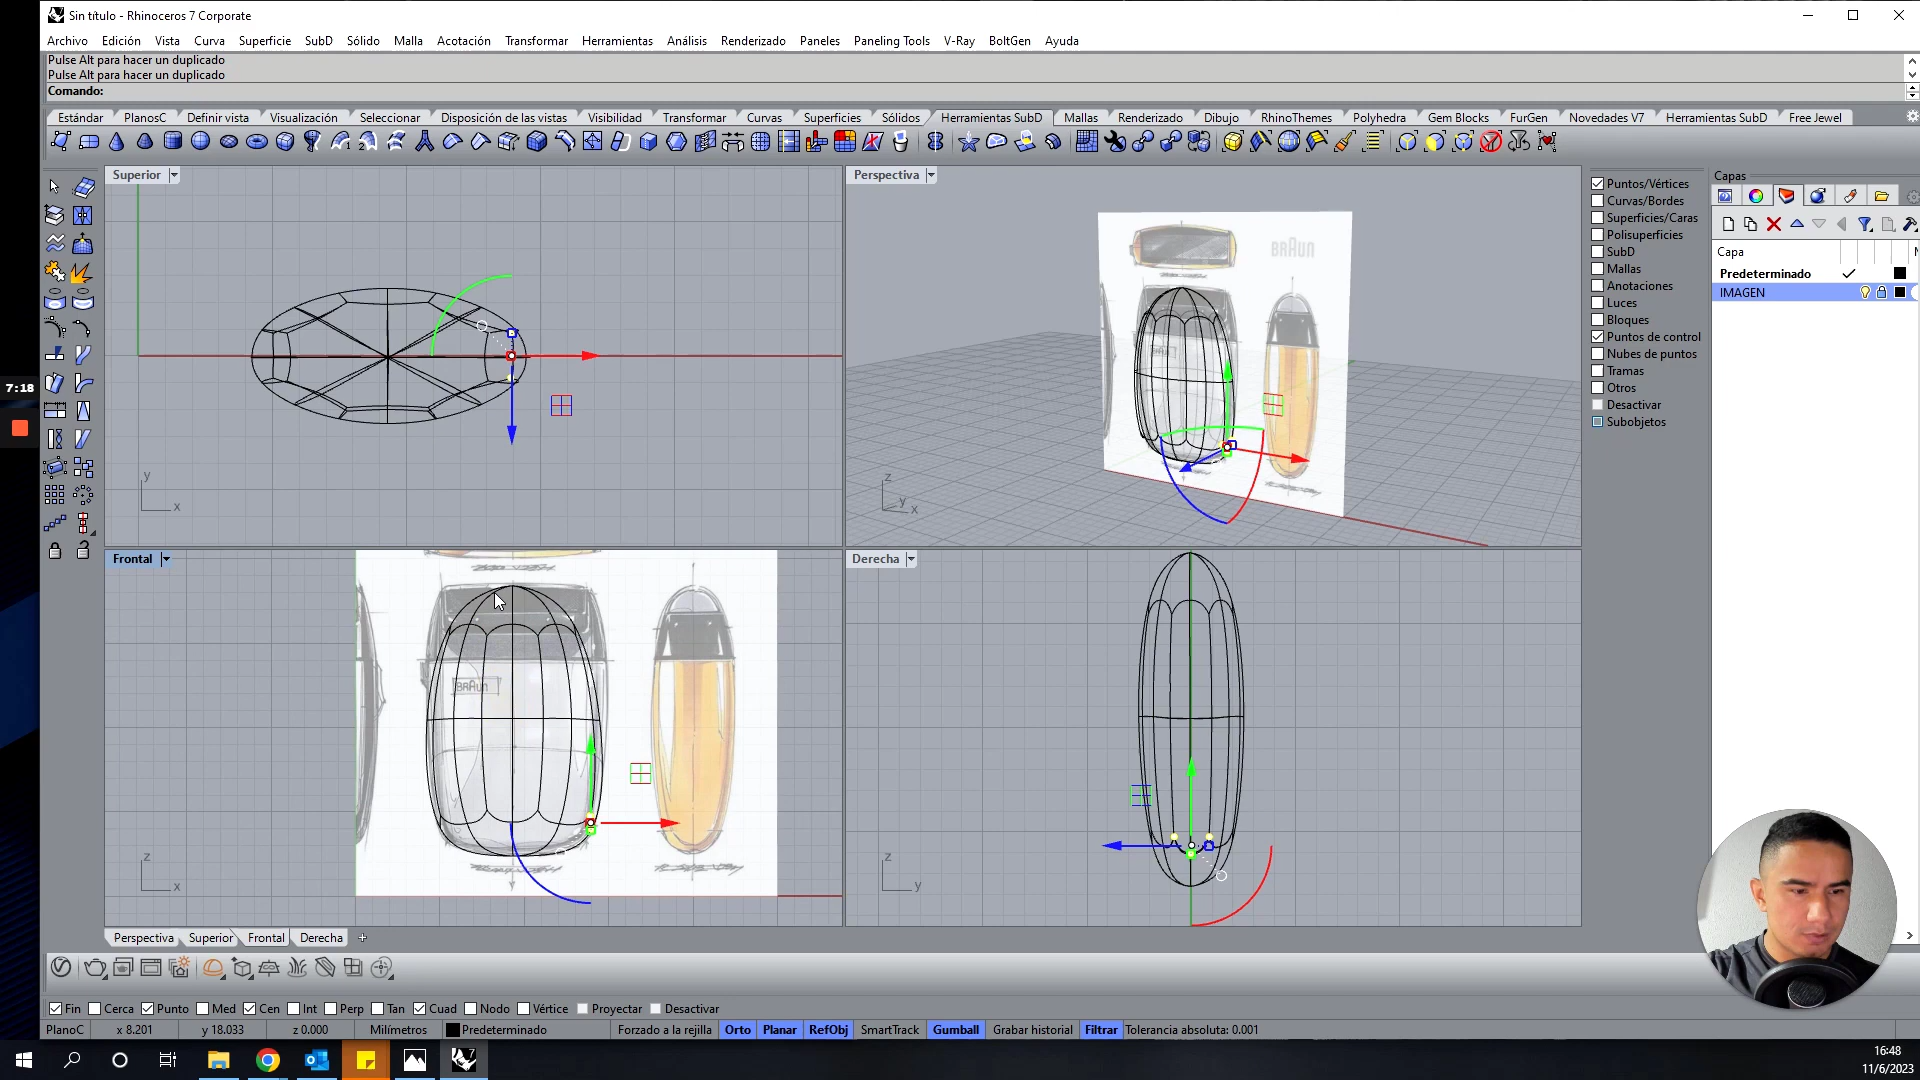 Sin título - Rhinoceros 7 Corporate
Archivo Edición Vista Curva Superficie SubD Sólido Malla Acotación Transformar Herramientas Análisis Renderizado Paneles Paneling Tools V-Ray BoltGen Ayuda
Pulse Alt para hacer un duplicado
Pulse Alt para hacer un duplicado
Comando:
Estándar PlanosC Definir vista Visualización Seleccionar Disposición de las vistas Visibilidad Transformar Curvas Superficies Sólidos Herramientas SubD Mallas Renderizado Dibujo RhinoThemes Polyhedra Gem Blocks FurGen Novedades V7 Herramientas SubD Free Jewel
Superior
Perspectiva
Capas
Puntos/Vértices
Curvas/Bordes
Superficies/Caras
Polisuperficies
SubD
Mallas
Anotaciones
Luces
Bloques
Puntos de control
Nubes de puntos
Tramas
Otros
Desactivar
Subobjetos
Capa
Predeterminado
IMAGEN
BRAUN
7:18
y
x
z
y
x
Frontal
Derecha
BRAun
z
x
z
y
Perspectiva Superior Frontal Derecha
Fin Cerca Punto Med Cen Int Perp Tan Cuad Nodo Vértice Proyectar Desactivar
PlanoC x 8.201 y 18.033 z 0.000 Milímetros Predeterminado Forzado a la rejilla Orto Planar RefObj SmartTrack Gumball Grabar historial Filtrar Tolerancia absoluta: 0.001
16:48
11/6/2023